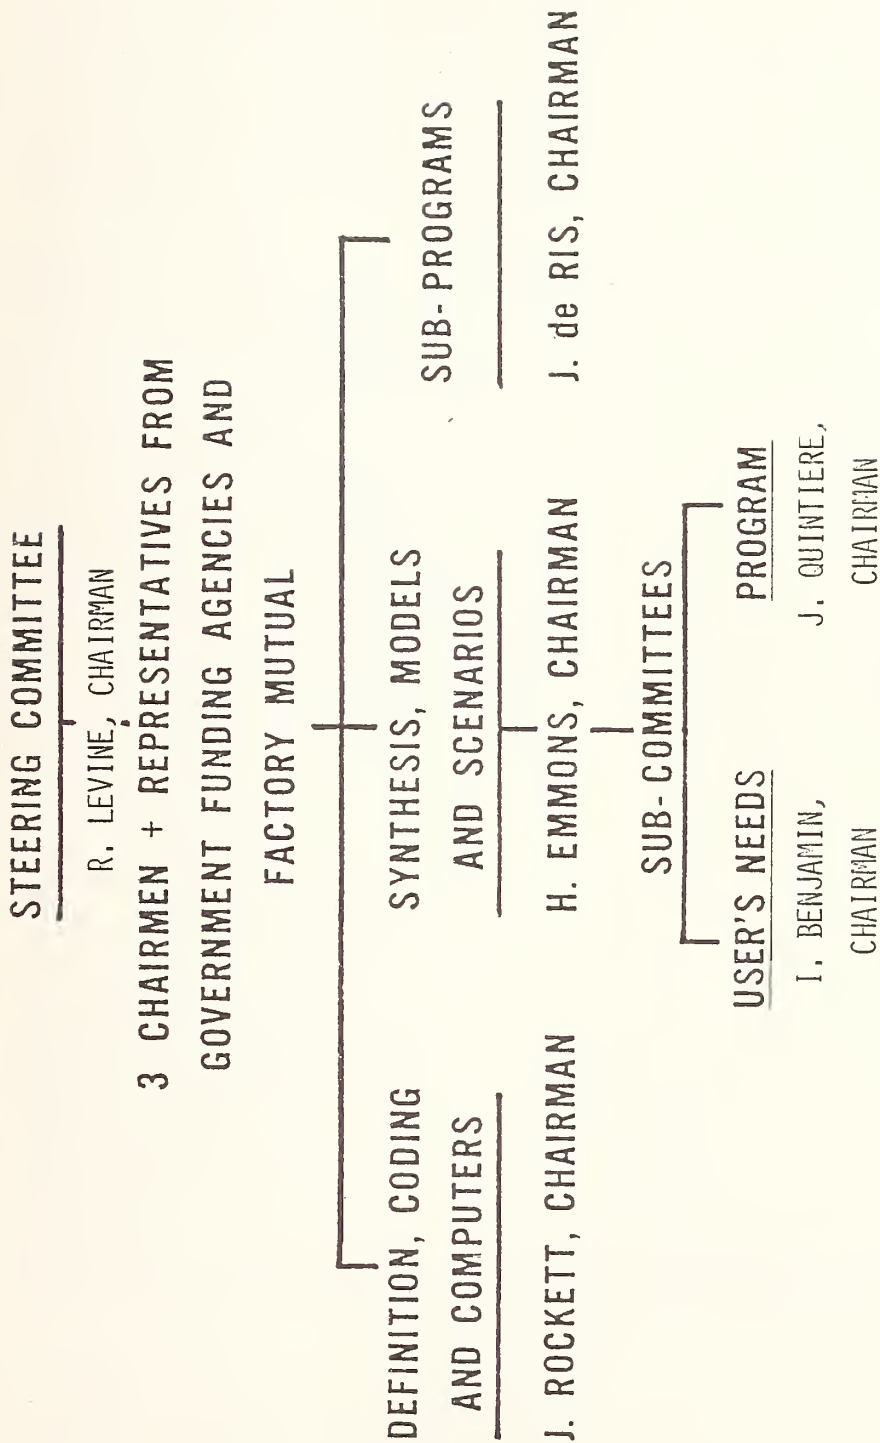 STEERING COMMITTEE
R. LEVINE, CHAIRMAN
3 CHAIRMEN + REPRESENTATIVES FROM
GOVERNMENT FUNDING AGENCIES AND
FACTORY MUTUAL
DEFINITION, CODING
AND COMPUTERS
J. ROCKETT, CHAIRMAN
SYNTHESIS, MODELS
AND SCENARIOS
H. EMMONS, CHAIRMAN
SUB-PROGRAMS
J. de RIS, CHAIRMAN
SUB-COMMITTEES
USER'S NEEDS
I. BENJAMIN,
CHAIRMAN
PROGRAM
J. QUINTIERE,
CHAIRMAN